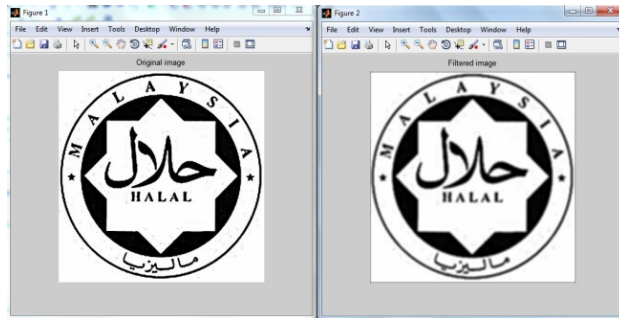 Figure 1
File Edit View Insert Tools Desktop Window Help
Original image
MALAYSIA
حلال
HALAL
ماليزيا
Figure 2
File Edit View Insert Tools Desktop Window Help
Filtered image
MALAYSIA
حلال
HALAL
ماليزيا